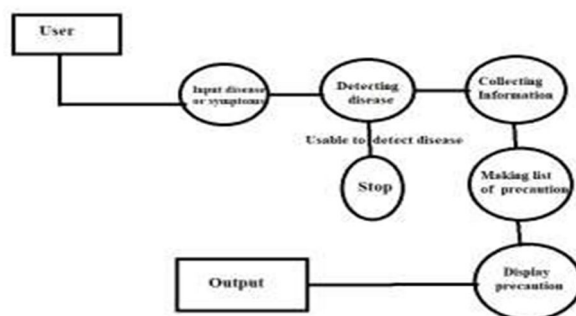 User
Input disease
or symptoms
Detecting
disease
Collecting
Information
Usable to detect disease
Stop
Making list
of precaution
Display
precaution
Output